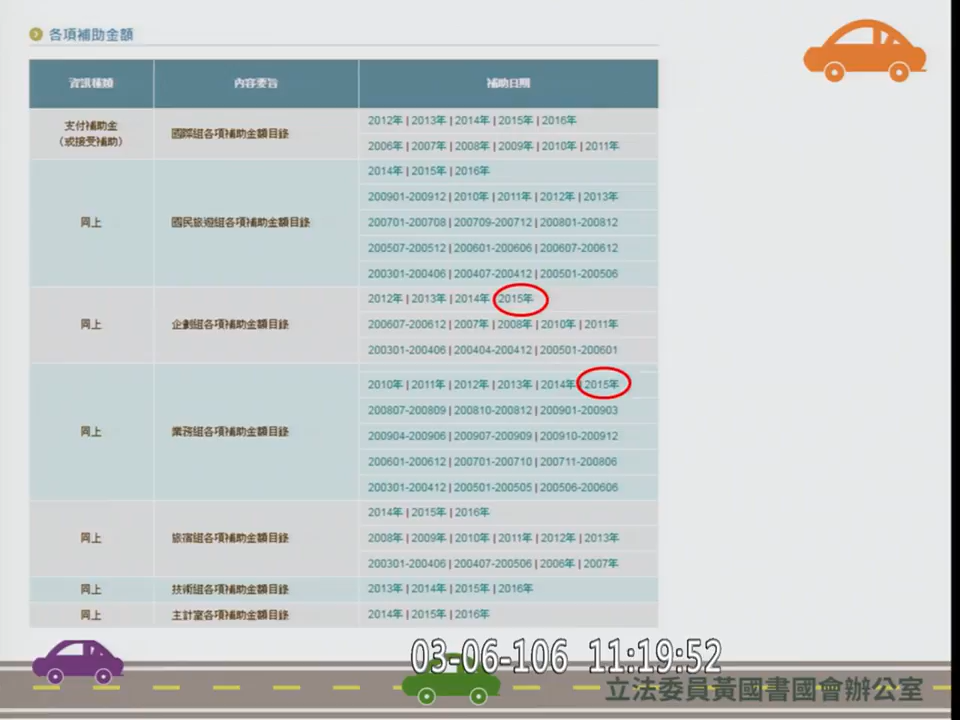 各項補助金額
資訊種類 內容要旨 補助日期
支付補助金
(或接受補助)
國際組各項補助金額目錄
2012年 | 2013年 | 2014年 | 2015年 | 2016年
2006年 | 2007年 | 2008年 | 2009年 | 2010年 | 2011年
同上
國民旅遊組各項補助金額目錄
2014年 | 2015年 | 2016年
200901-200912 | 2010年 | 2011年 | 2012年 | 2013年
200701-200708 | 200709-200712 | 200801-200812
200507-200512 | 200601-200606 | 200607-200612
200301-200406 | 200407-200412 | 200501-200506
同上
企劃組各項補助金額目錄
2012年 | 2013年 | 2014年 | 2015年
200607-200612 | 2007年 | 2008年 | 2010年 | 2011年
200301-200406 | 200404-200412 | 200501-200601
同上
業務組各項補助金額目錄
2010年 | 2011年 | 2012年 | 2013年 | 2014年 | 2015年
200807-200809 | 200810-200812 | 200901-200903
200904-200906 | 200907-200909 | 200910-200912
200601-200612 | 200701-200710 | 200711-200806
200301-200412 | 200501-200505 | 200506-200606
同上
旅宿組各項補助金額目錄
2014年 | 2015年 | 2016年
2008年 | 2009年 | 2010年 | 2011年 | 2012年 | 2013年
200301-200406 | 200407-200506 | 2006年 | 2007年
同上
技術組各項補助金額目錄
2013年 | 2014年 | 2015年 | 2016年
同上
主計室各項補助金額目錄
2014年 | 2015年 | 2016年
03-06-106 11:19:52
立法委員黃國書國會辦公室